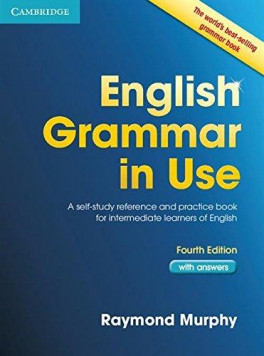 CAMBRIDGE
The world's best-selling
grammar book
English
Grammar
in Use
A self-study reference and practice book
for intermediate learners of English
Fourth Edition
with answers
Raymond Murphy